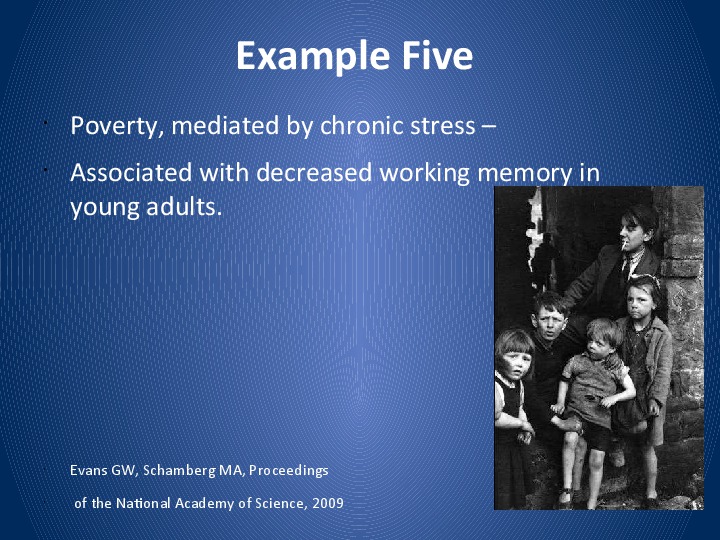 Example Five
Poverty, mediated by chronic stress –
Associated with decreased working memory in
young adults.
Evans GW, Schamberg MA, Proceedings
of the National Academy of Science, 2009